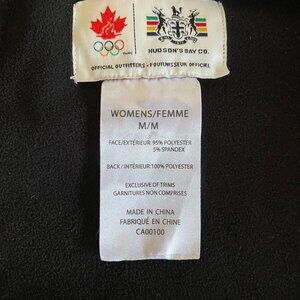 HUDSON'S BAY CO.
OFFICIAL OUTFITTERS • FOURNISSEUR OFFICIEL
WOMENS/FEMME
M/M
FACE/EXTÉRIEUR: 95% POLYESTER
5% SPANDEX
BACK / INTÉRIEUR:100% POLYESTER
EXCLUSIVE OF TRIMS
GARNITURES NON COMPRISES
MADE IN CHINA
FABRIQUÉ EN CHINE
CA00100